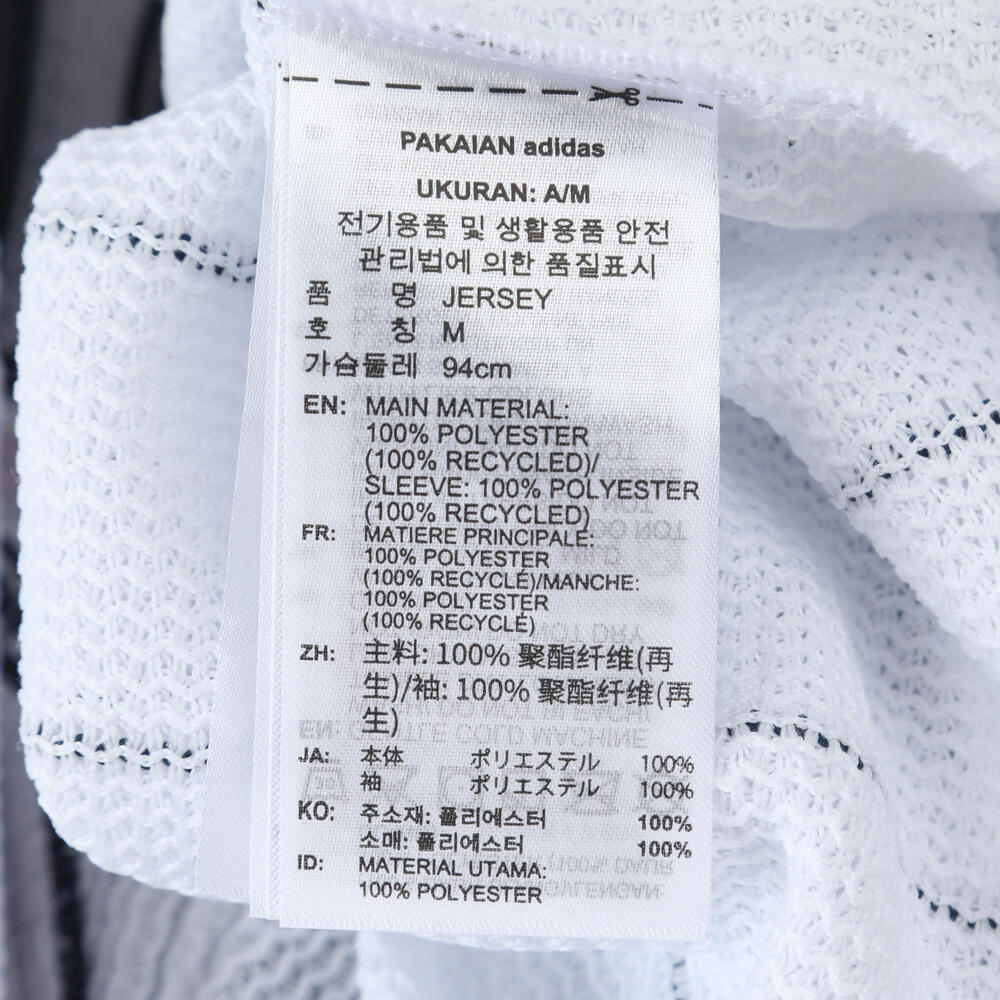 PAKAIAN adidas
UKURAN: A/M
전기용품 및 생활용품 안전
관리법에 의한 품질표시
품 명 JERSEY
호 칭 M
가슴둘레 94cm
EN: MAIN MATERIAL:
100% POLYESTER
(100% RECYCLED)/
SLEEVE: 100% POLYESTER
(100% RECYCLED)
FR: MATIERE PRINCIPALE:
100% POLYESTER
(100% RECYCLÉ)/MANCHE:
100% POLYESTER
(100% RECYCLÉ)
ZH: 主料: 100% 聚酯纤维(再
生)/袖: 100% 聚酯纤维(再
生)
JA: 本体 ポリエステル 100%
袖 ポリエステル 100%
KO: 주소재: 폴리에스터 100%
소매: 폴리에스터 100%
ID: MATERIAL UTAMA:
100% POLYESTER